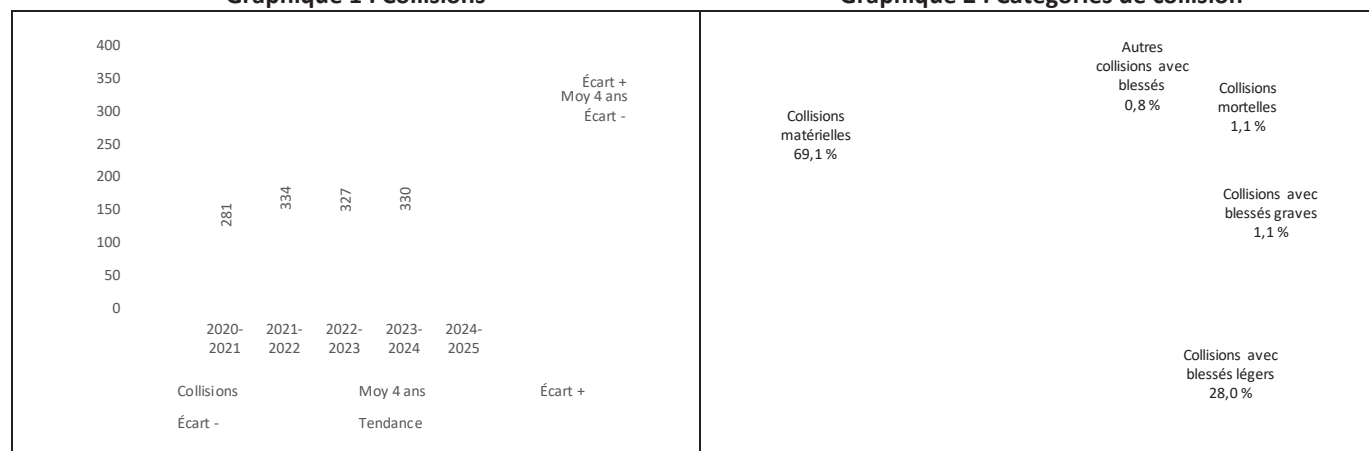 Graphique 1 : Collisions
400
350
300
250
200
150
100
50
0
Écart +
Moy 4 ans
Écart -
281
334
327
330
2020-
2021
2021-
2022
2022-
2023
2023-
2024
2024-
2025
Collisions
Moy 4 ans
Écart +
Écart -
Tendance
Graphique 2 : Catégories de collision
Autres
collisions avec
blessés
0,8 %
Collisions
mortelles
1,1 %
Collisions
matérielles
69,1 %
Collisions avec
blessés graves
1,1 %
Collisions avec
blessés légers
28,0 %